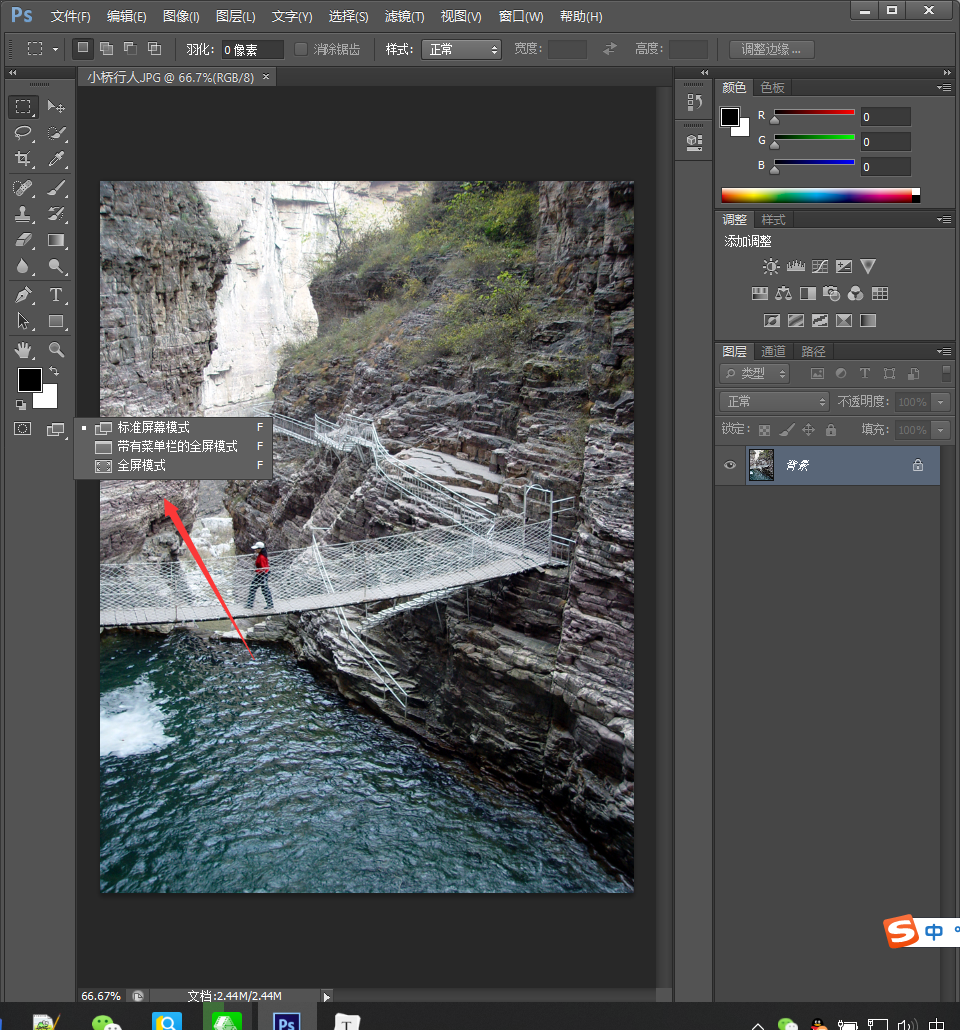 Ps 文件(F) 编辑(E) 图像(I) 图层(L) 文字(Y) 选择(S) 滤镜(T) 视图(V) 窗口(W) 帮助(H)
羽化: 0 像素 消除锯齿 样式: 正常 宽度: 高度: 调整边缘...
小桥行人JPG @ 66.7%(RGB/8) ×
颜色 色板
R 0
G 0
B 0
调整 样式
添加调整
图层 通道 路径
类型 T
正常 不透明度: 100%
锁定: 填充: 100%
背景
T
标准屏幕模式 F
带有菜单栏的全屏模式 F
全屏模式 F
S 中
66.67% 文档:2.44M/2.44M
Ps T 中